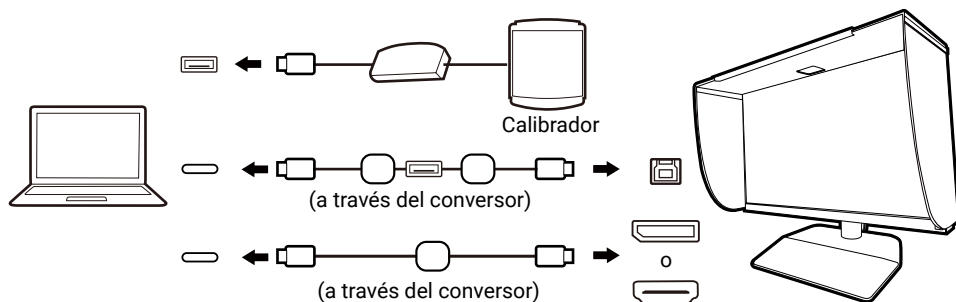 Calibrador
(a través del conversor)
o
(a través del conversor)